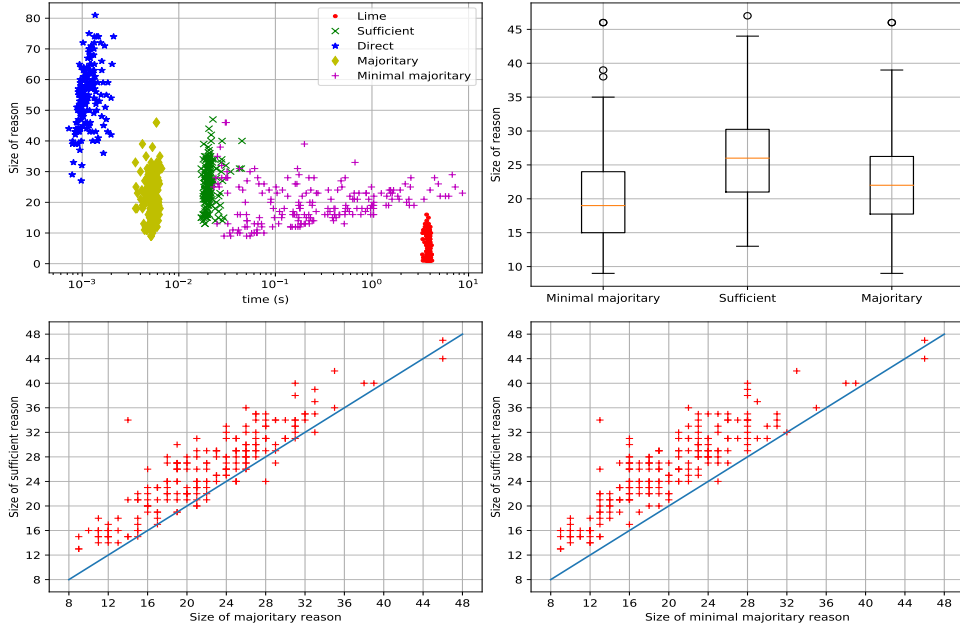 Size of reason
80
70
60
50
40
30
20
10
0
Lime
Sufficient
Direct
Majoritary
Minimal majoritary
10⁻³
10⁻²
10⁻¹
10⁰
10¹
time (s)
Size of reason
45
40
35
30
25
20
15
10
Minimal majoritary
Sufficient
Majoritary
Size of sufficient reason
48
44
40
36
32
28
24
20
16
12
8
8 12 16 20 24 28 32 36 40 44 48
Size of majoritary reason
Size of sufficient reason
48
44
40
36
32
28
24
20
16
12
8
8 12 16 20 24 28 32 36 40 44 48
Size of minimal majoritary reason